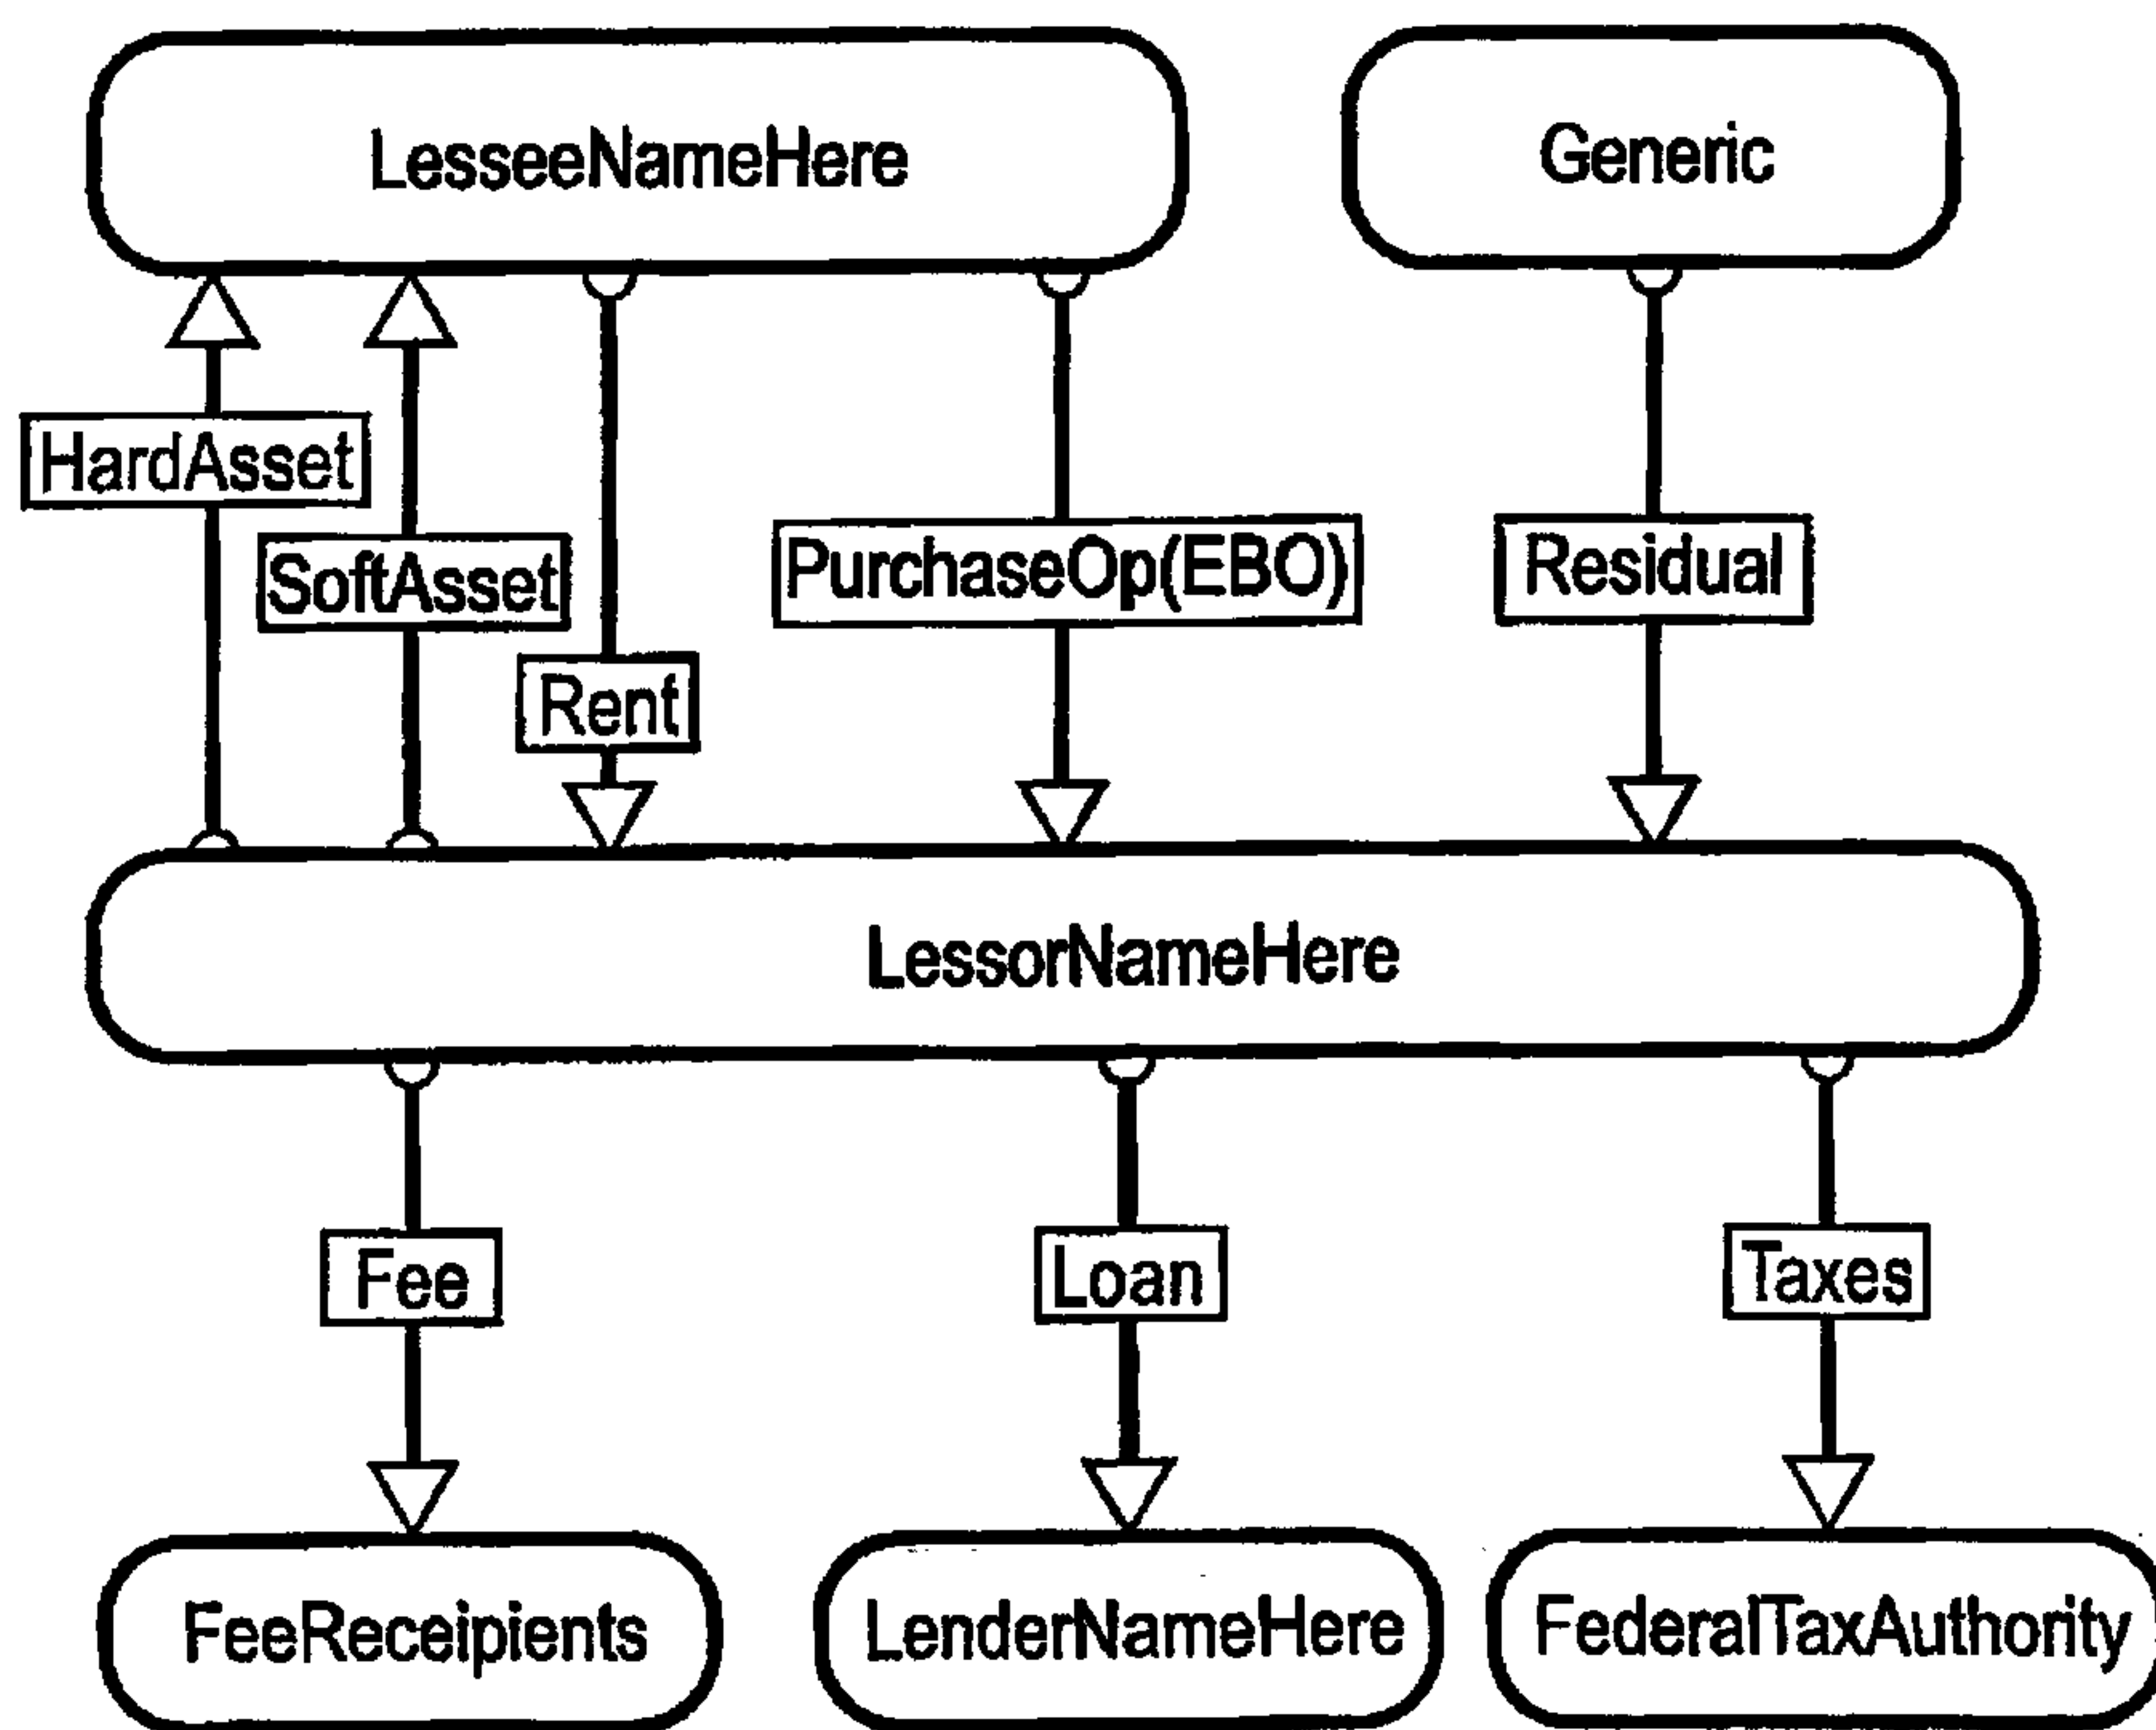 LesseeNameHere
Generic
HardAsset
SoftAsset
PurchaseOp(EBO)
Residual
Rent
LessorNameHere
Fee
Loan
Taxes
FeeReceipients
LenderNameHere
FederalTaxAuthority